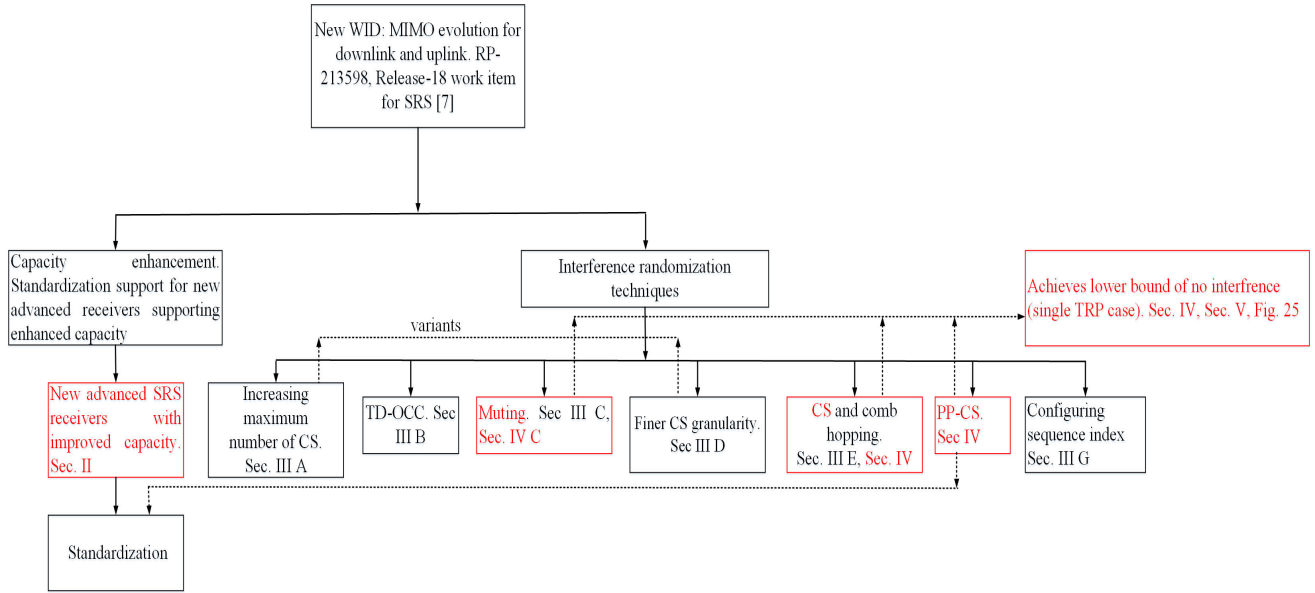 New WID: MIMO evolution for
downlink and uplink. RP-
213598, Release-18 work item
for SRS [7]
Capacity enhancement.
Standardization support for new
advanced receivers supporting
enhanced capacity
Interference randomization
techniques
Achieves lower bound of no interfrence
(single TRP case). Sec. IV, Sec. V, Fig. 25
variants
New advanced SRS
receivers with
improved capacity.
Sec. II
Increasing
maximum
number of CS.
Sec. III A
TD-OCC. Sec
III B
Muting. Sec III C,
Sec. IV C
Finer CS granularity.
Sec III D
CS and comb
hopping.
Sec. III E, Sec. IV
PP-CS.
Sec IV
Configuring
sequence index
Sec. III G
Standardization